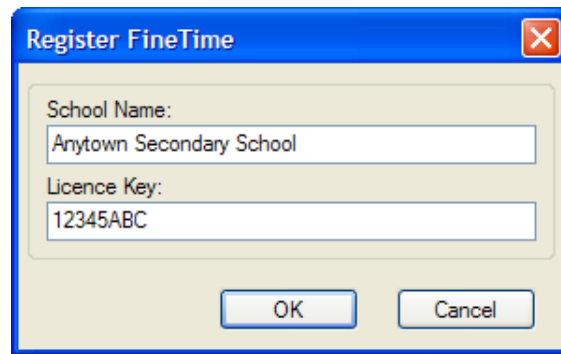 Register FineTime
School Name:
Anytown Secondary School
Licence Key:
12345ABC
OK Cancel